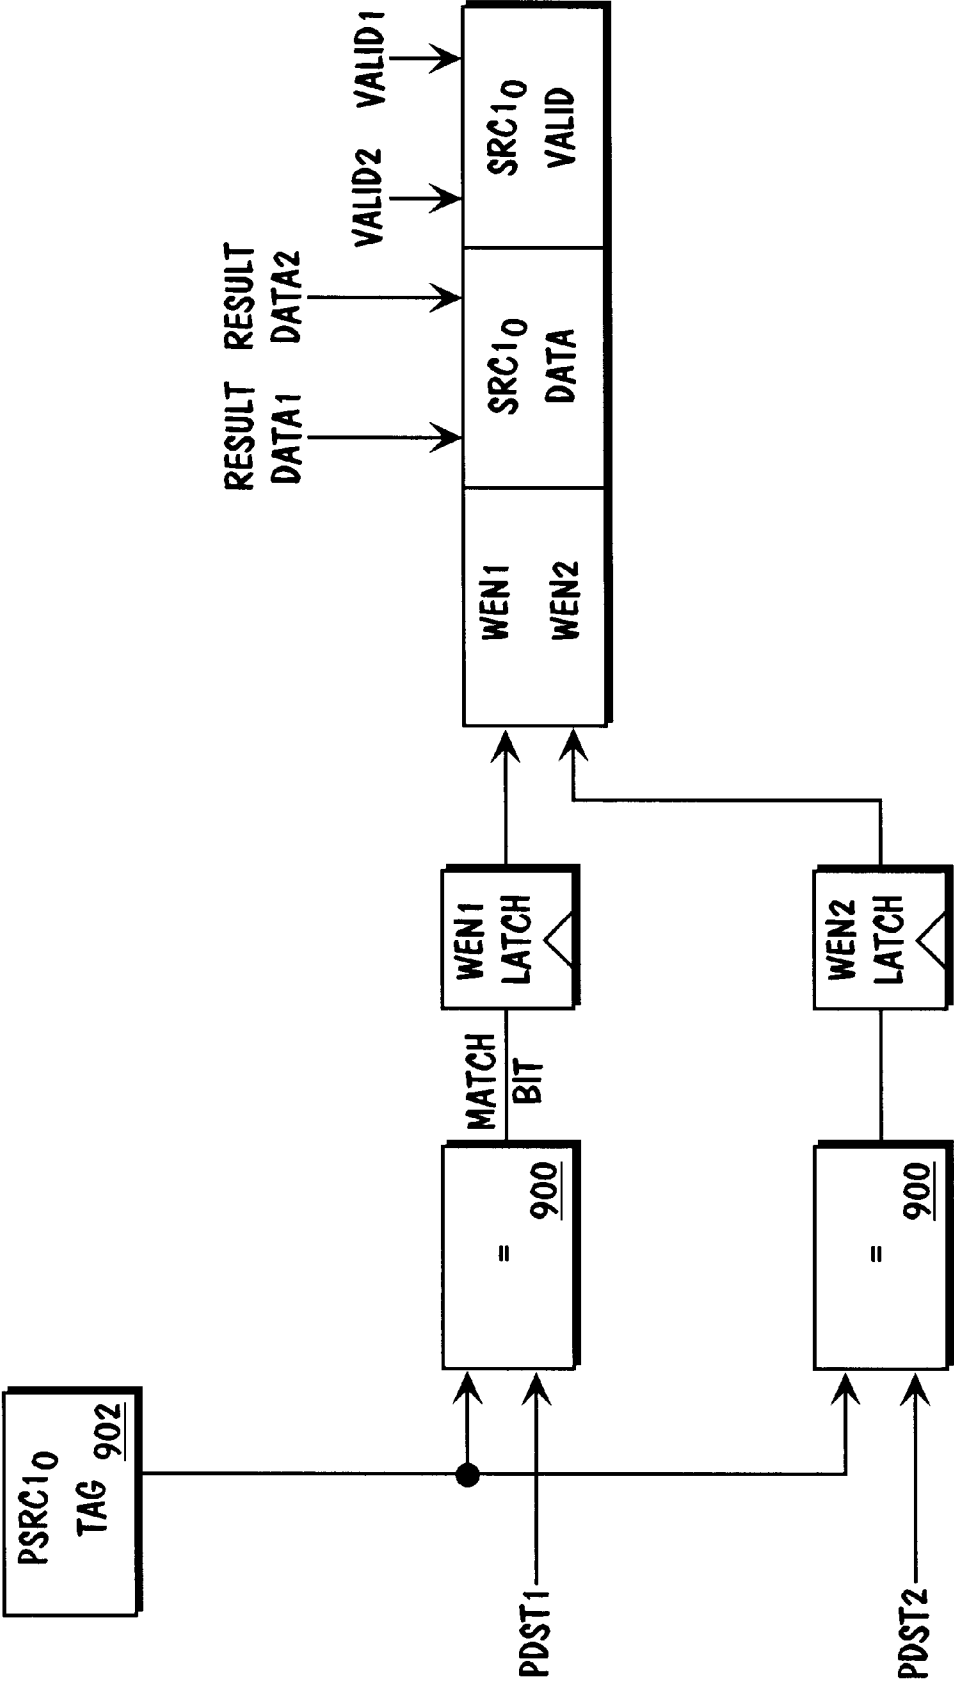 PSRC1₀
TAG
902
PDST1
=
900
MATCH
BIT
WEN1
LATCH
PDST2
=
900
WEN2
LATCH
WEN1
WEN2
RESULT
DATA1
RESULT
DATA2
SRC1₀
DATA
VALID2
VALID1
SRC1₀
VALID